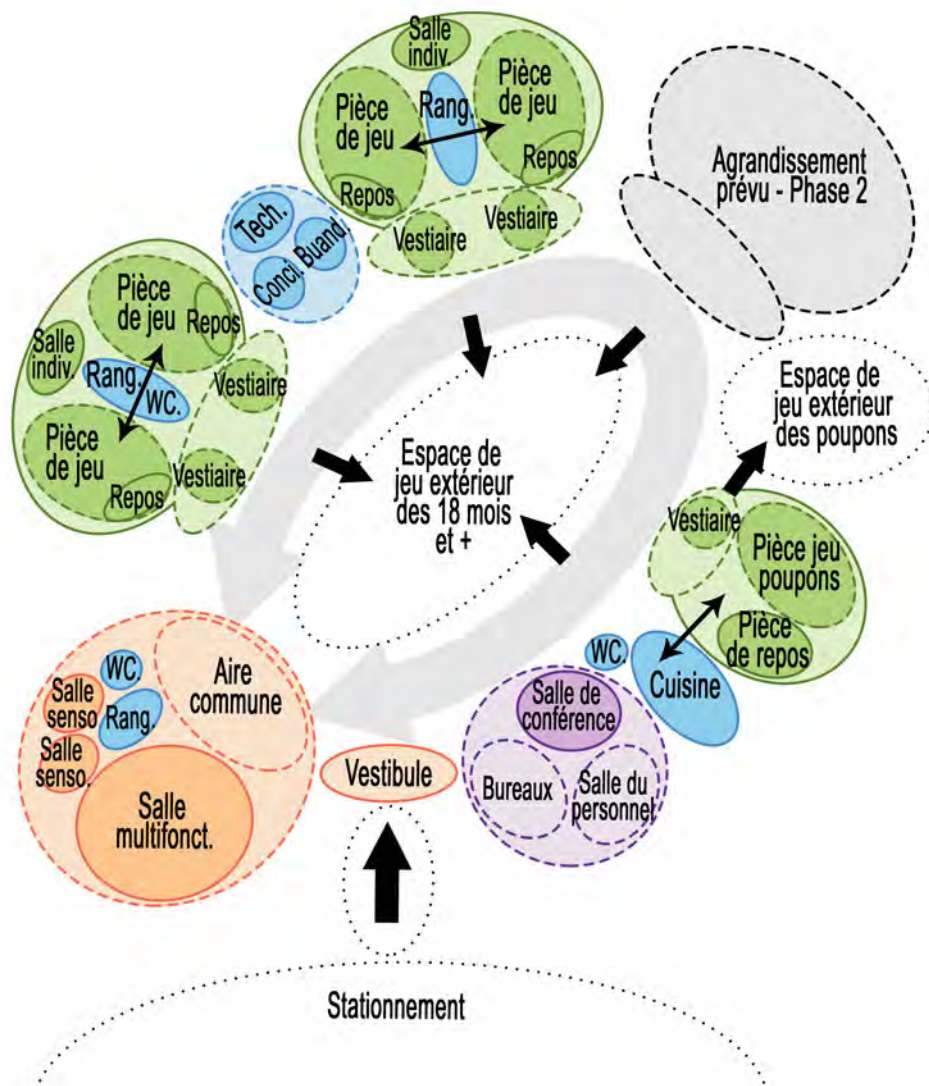 Salle
indiv.
Pièce
de jeu
Rang.
Pièce
de jeu
Repos
Repos
Vestiaire
Vestiaire
Agrandissement
prévu - Phase 2
Tech.
Buand.
Conci.
Pièce
de jeu
Repos
Salle
indiv.
Rang.
WC.
Vestiaire
Pièce
de jeu
Repos
Vestiaire
Espace de
jeu extérieur
des 18 mois
et +
Espace de
jeu extérieur
des poupons
Vestiaire
Pièce jeu
poupons
Pièce
de repos
WC.
Cuisine
WC.
Aire
commune
Salle
senso
Rang.
Salle
senso.
Salle
multifonct.
Vestibule
Salle de
conférence
Bureaux
Salle du
personnel
Stationnement